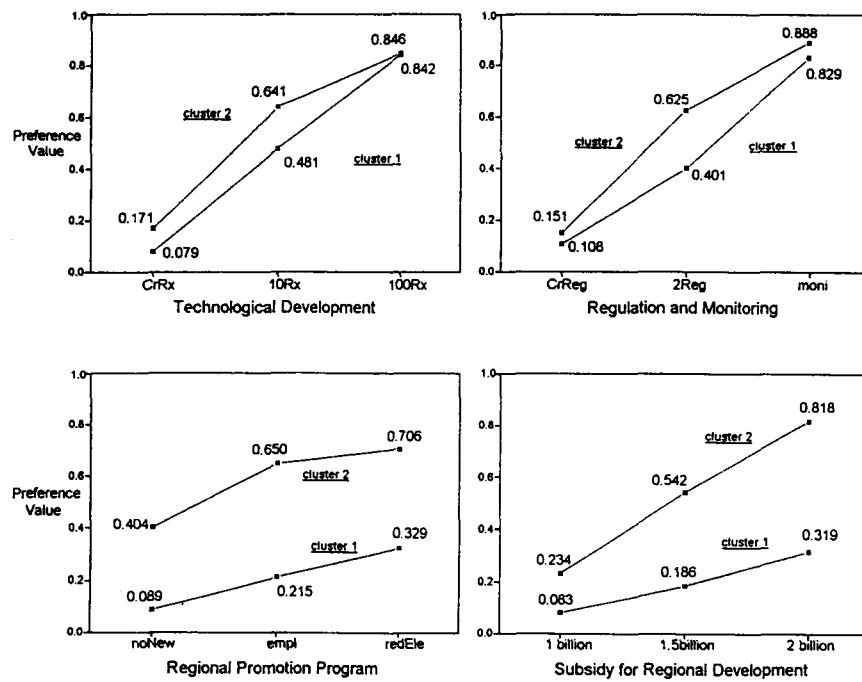 1.0
0.8
0.6
0.4
0.2
0.0
Preference
Value
0.171
0.079
0.641
0.481
0.846
0.842
cluster 2
cluster 1
CrRx
10Rx
100Rx
Technological Development
1.0
0.8
0.6
0.4
0.2
0.0
0.151
0.108
0.625
0.401
0.888
0.829
cluster 2
cluster 1
CrReg
2Reg
moni
Regulation and Monitoring
1.0
0.8
0.6
0.4
0.2
0.0
Preference
Value
0.404
0.089
0.650
0.215
0.706
0.329
cluster 2
cluster 1
noNew
empl
redEle
Regional Promotion Program
1.0
0.8
0.6
0.4
0.2
0.0
0.234
0.083
0.542
0.186
0.818
0.319
cluster 2
cluster 1
1 billion
1.5billion
2 billion
Subsidy for Regional Development